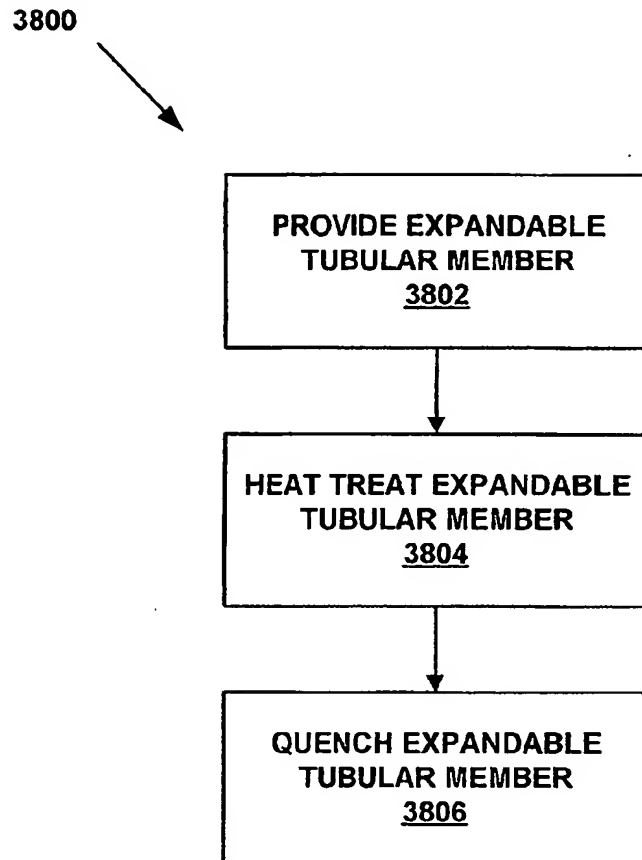 3800
PROVIDE EXPANDABLE
TUBULAR MEMBER
3802
HEAT TREAT EXPANDABLE
TUBULAR MEMBER
3804
QUENCH EXPANDABLE
TUBULAR MEMBER
3806